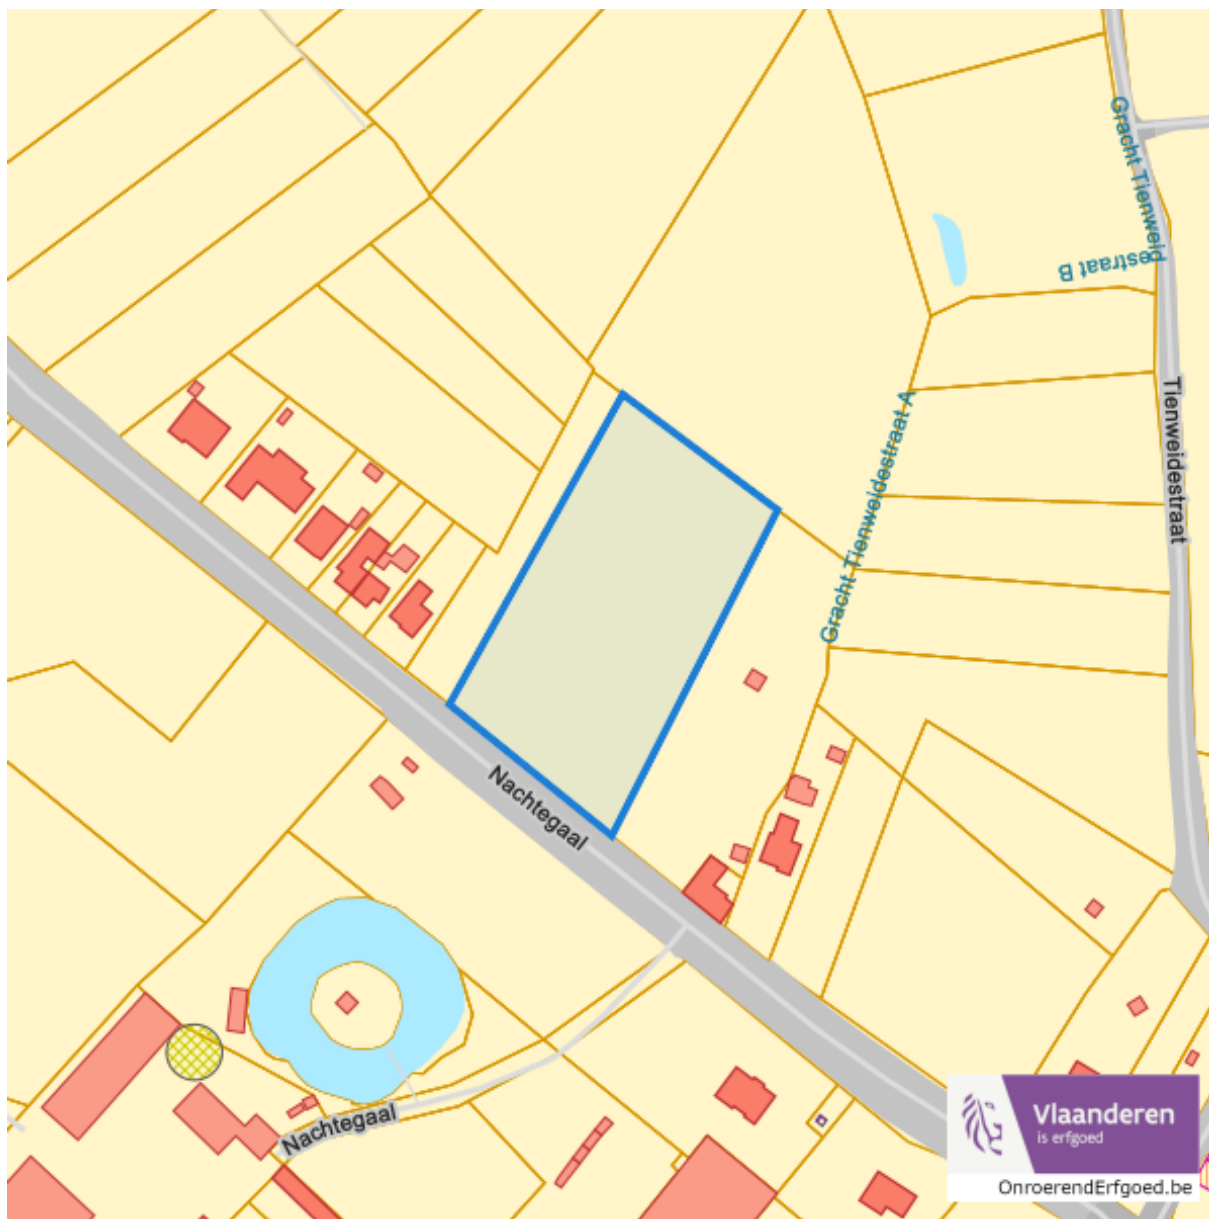 Gracht Tienweid
estraat B
Tienweidestraat
Gracht Tienweidestraat A
Nachtegaal
Nachtegaal
Vlaanderen
is erfgoed
OnroerendErfgoed.be